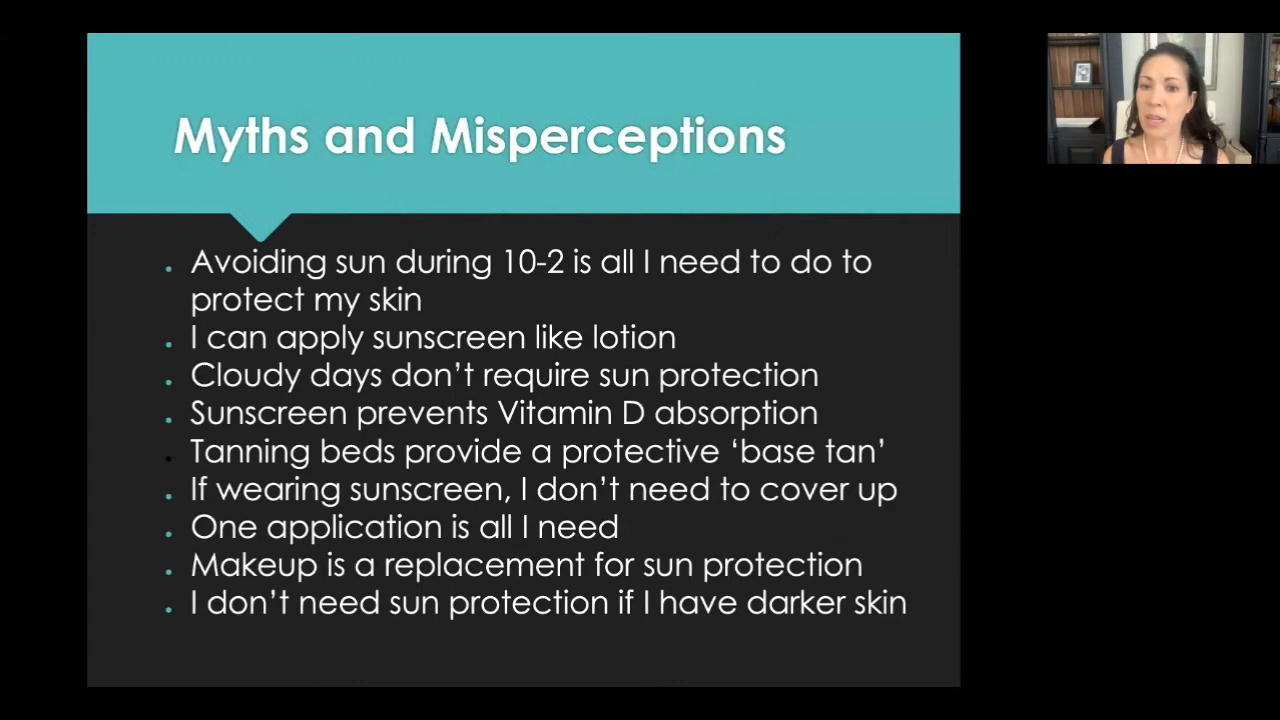 Myths and Misperceptions
Avoiding sun during 10-2 is all I need to do to
protect my skin
I can apply sunscreen like lotion
Cloudy days don’t require sun protection
Sunscreen prevents Vitamin D absorption
Tanning beds provide a protective ‘base tan’
If wearing sunscreen, I don’t need to cover up
One application is all I need
Makeup is a replacement for sun protection
I don’t need sun protection if I have darker skin